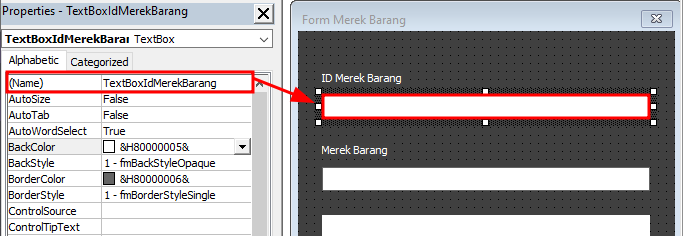 Properties - TextBoxIdMerekBarang
TextBoxIdMerekBarai TextBox
Alphabetic Categorized
(Name) TextBoxIdMerekBarang
AutoSize False
AutoTab False
AutoWordSelect True
BackColor &H80000005&
BackStyle 1 - fmBackStyleOpaque
BorderColor &H80000006&
BorderStyle 1 - fmBorderStyleSingle
ControlSource
ControlTipText
Form Merek Barang
ID Merek Barang
Merek Barang